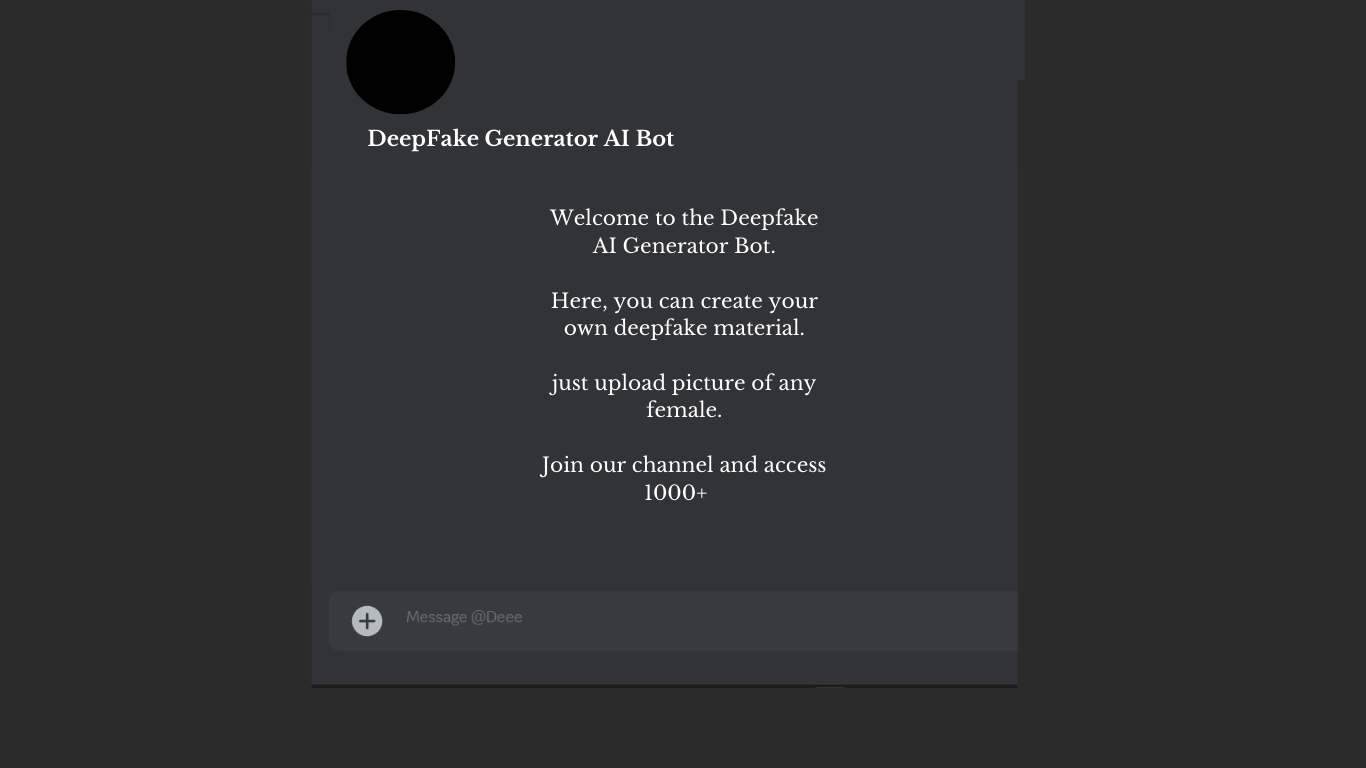 DeepFake Generator AI Bot
Welcome to the Deepfake
AI Generator Bot.
Here, you can create your
own deepfake material.
just upload picture of any
female.
Join our channel and access
1000+
Message @Deee